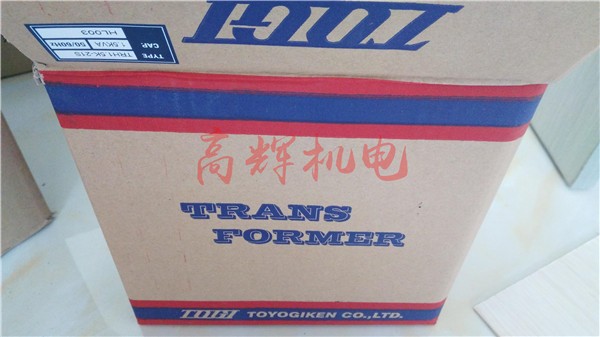 TOGI
TYPE TRH1.5K-21S
CAP. 1.5KVA 50/60Hz
HL003
高辉机电
TRANS
FORMER
TOGI TOYOGIKEN CO.,LTD.